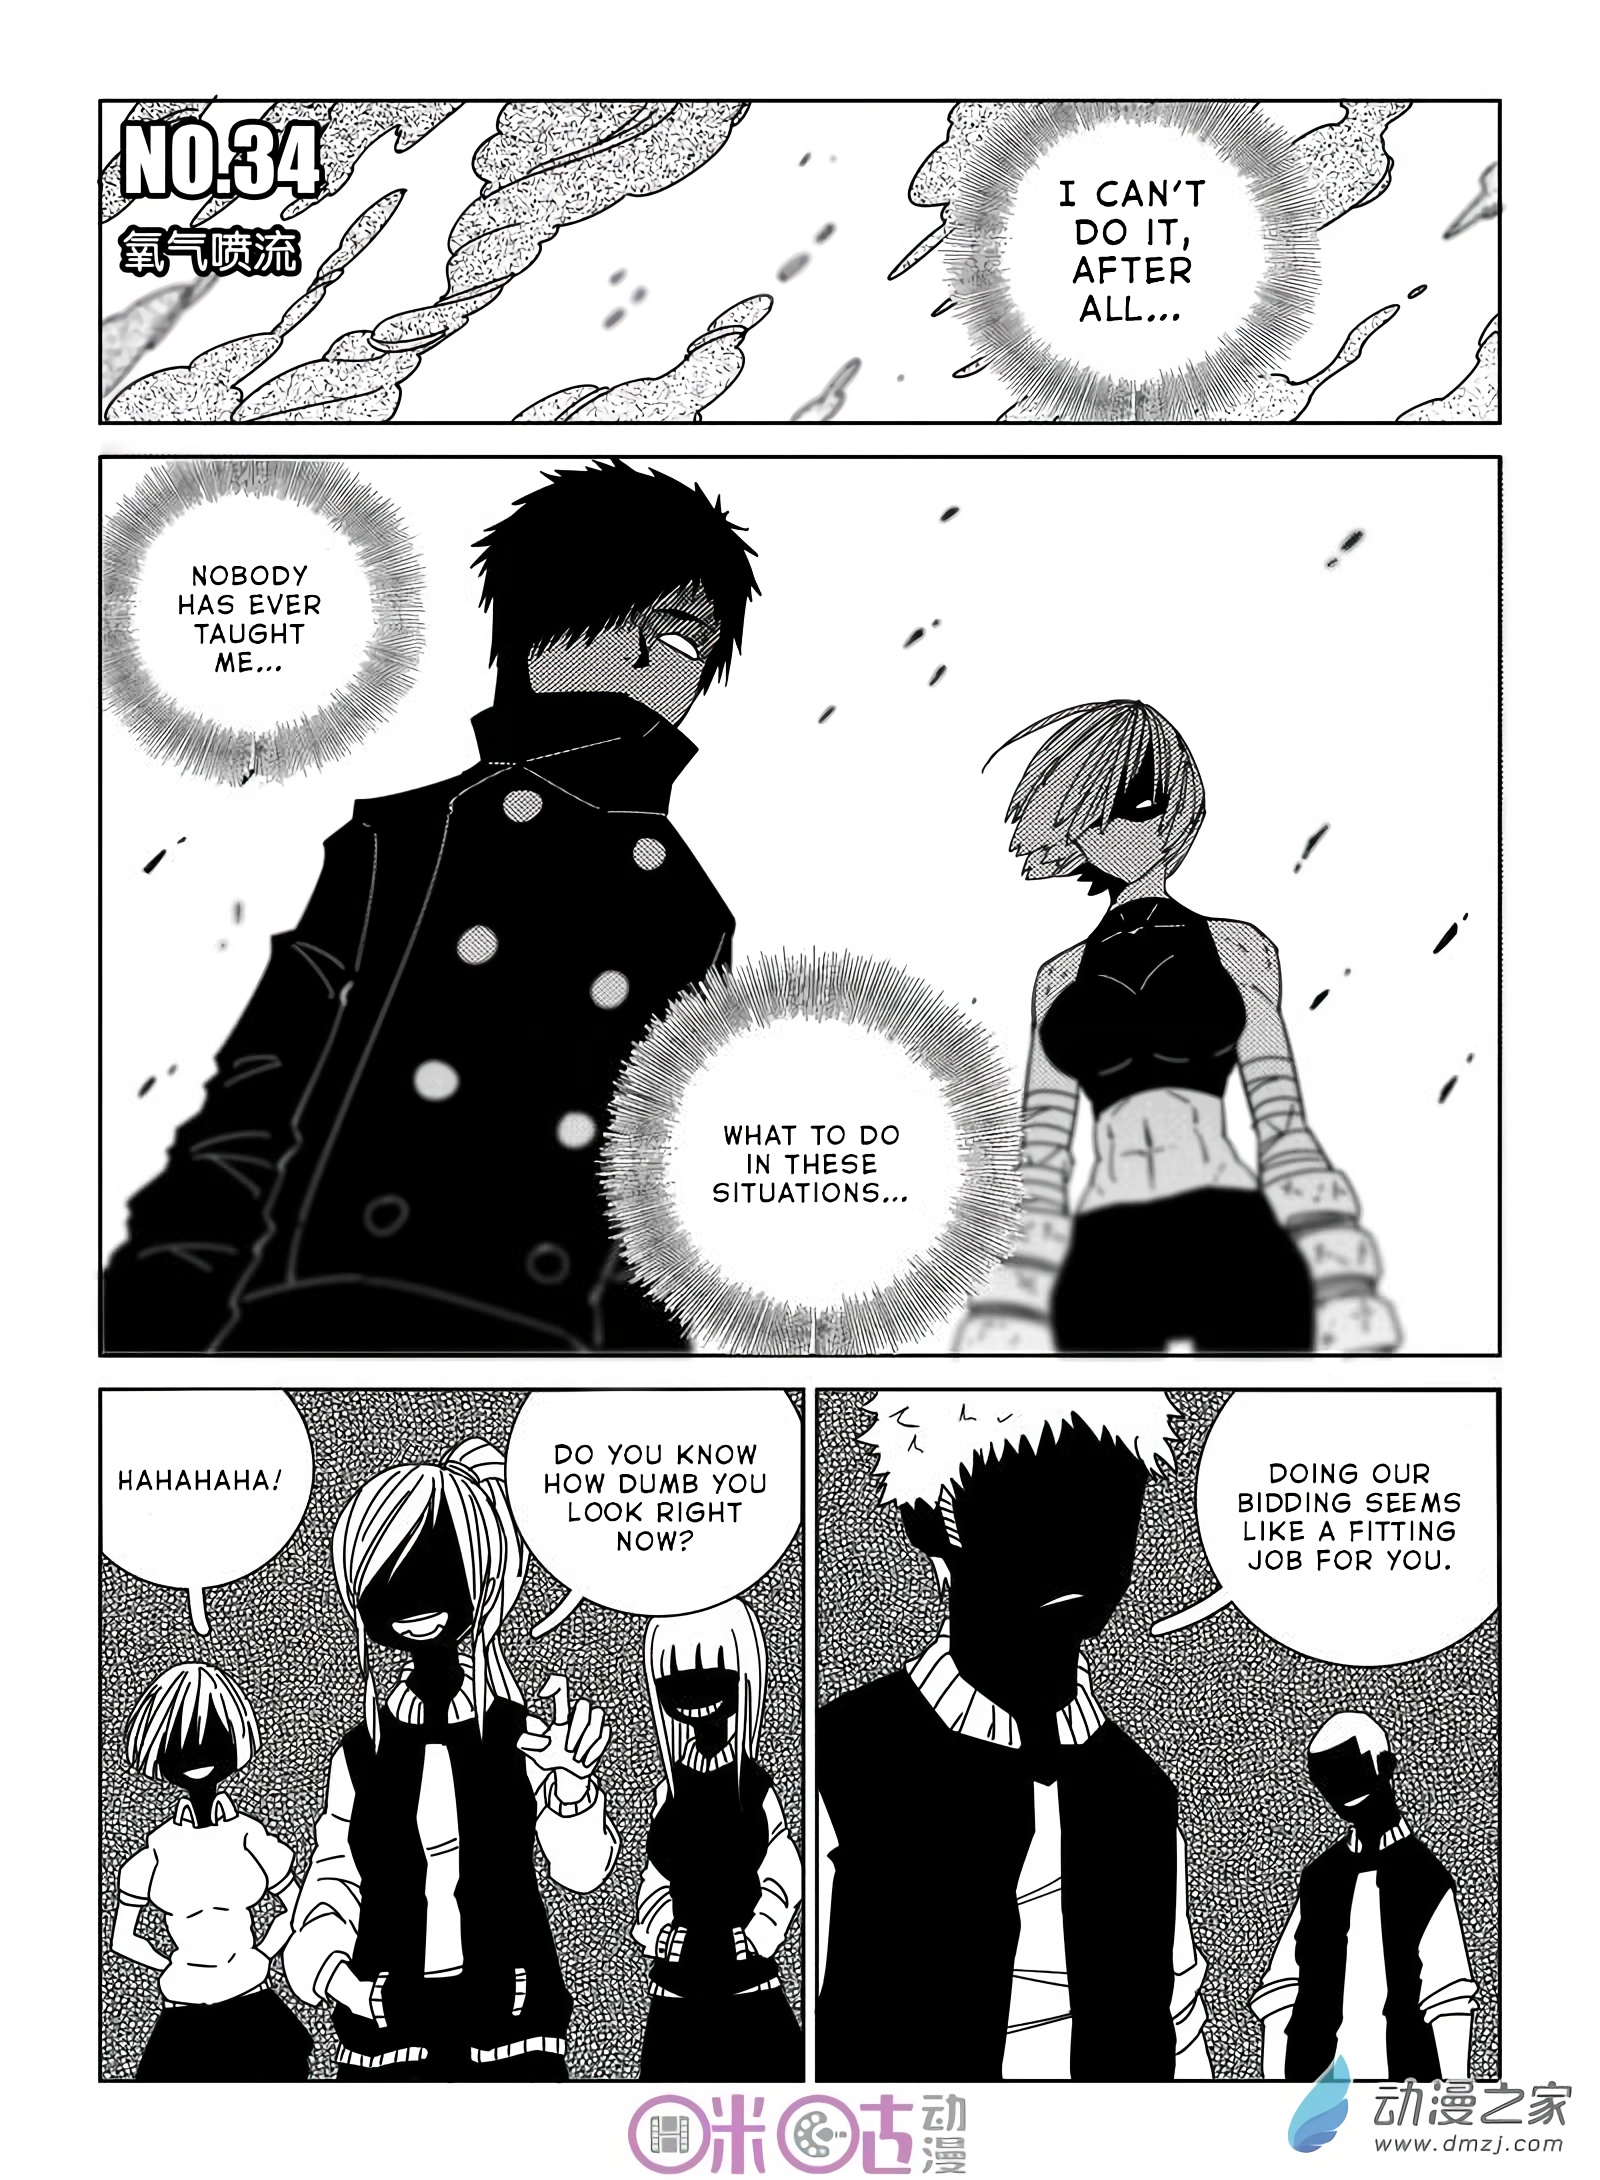 NO.34
氧气喷流
I CAN'T
DO IT,
AFTER
ALL...
NOBODY
HAS EVER
TAUGHT
ME...
WHAT TO DO
IN THESE
SITUATIONS...
HAHAHAHA!
DO YOU KNOW
HOW DUMB YOU
LOOK RIGHT
NOW?
DOING OUR
BIDDING SEEMS
LIKE A FITTING
JOB FOR YOU.
咪咕动漫
动漫之家
www.dmzj.com